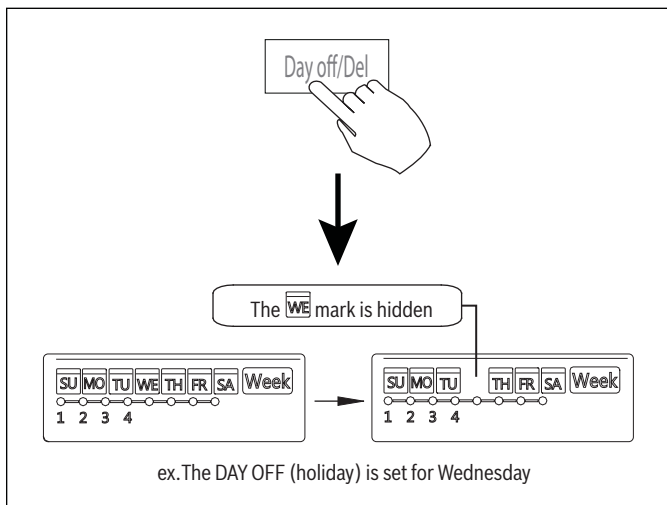 Day off/Del
The WE mark is hidden
SU MO TU WE TH FR SA Week
1 2 3 4
SU MO TU TH FR SA Week
1 2 3 4
ex.The DAY OFF (holiday) is set for Wednesday